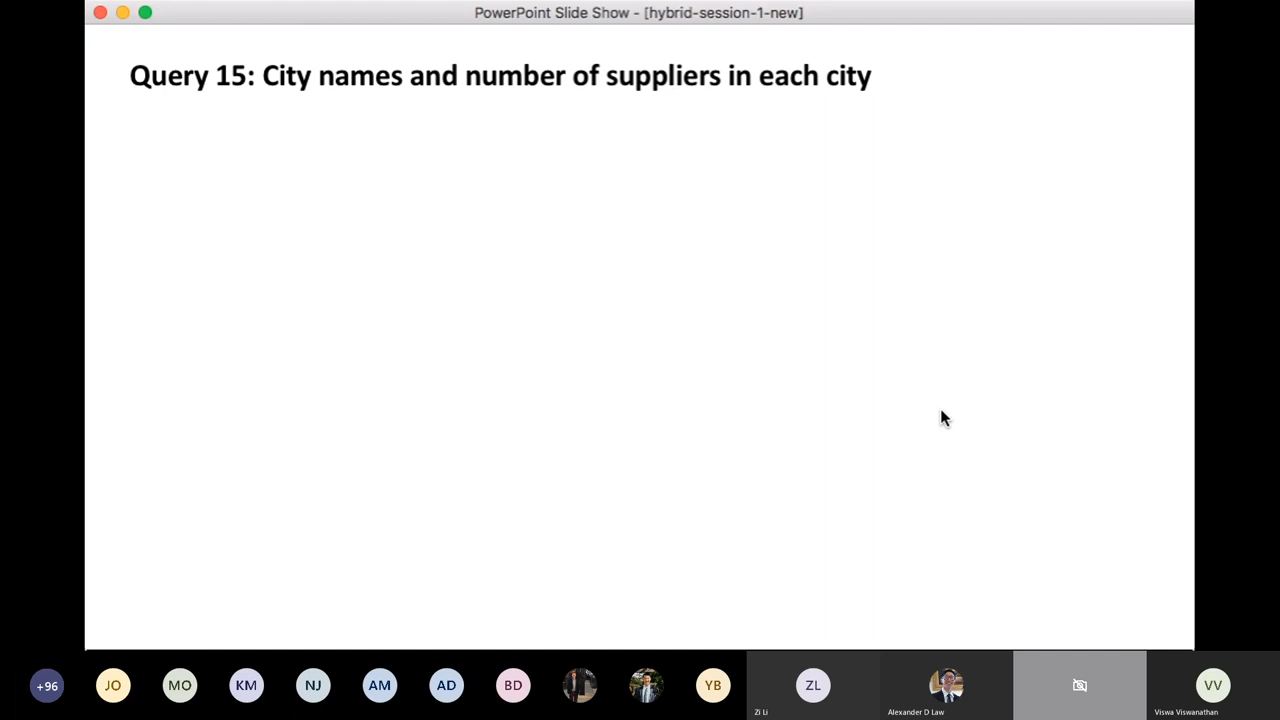 PowerPoint Slide Show - [hybrid-session-1-new]
Query 15: City names and number of suppliers in each city
+96
JO
MO
KM
NJ
AM
AD
BD
YB
ZL
VV
Zi Li
Alexander D Law
Viswa Viswanathan